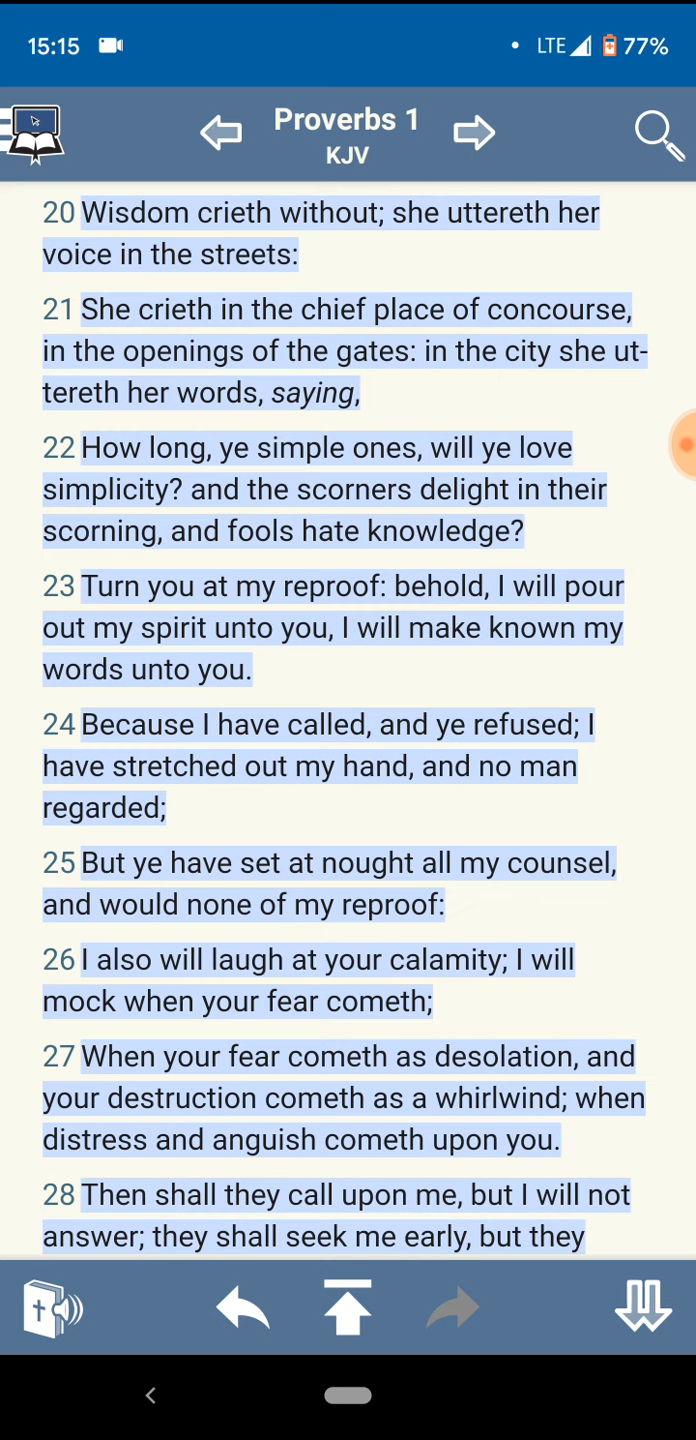 15:15
LTE 77%
Proverbs 1
KJV
20 Wisdom crieth without; she uttereth her
voice in the streets:
21 She crieth in the chief place of concourse,
in the openings of the gates: in the city she ut-
tereth her words, saying,
22 How long, ye simple ones, will ye love
simplicity? and the scorners delight in their
scorning, and fools hate knowledge?
23 Turn you at my reproof: behold, I will pour
out my spirit unto you, I will make known my
words unto you.
24 Because I have called, and ye refused; I
have stretched out my hand, and no man
regarded;
25 But ye have set at nought all my counsel,
and would none of my reproof:
26 I also will laugh at your calamity; I will
mock when your fear cometh;
27 When your fear cometh as desolation, and
your destruction cometh as a whirlwind; when
distress and anguish cometh upon you.
28 Then shall they call upon me, but I will not
answer; they shall seek me early, but they